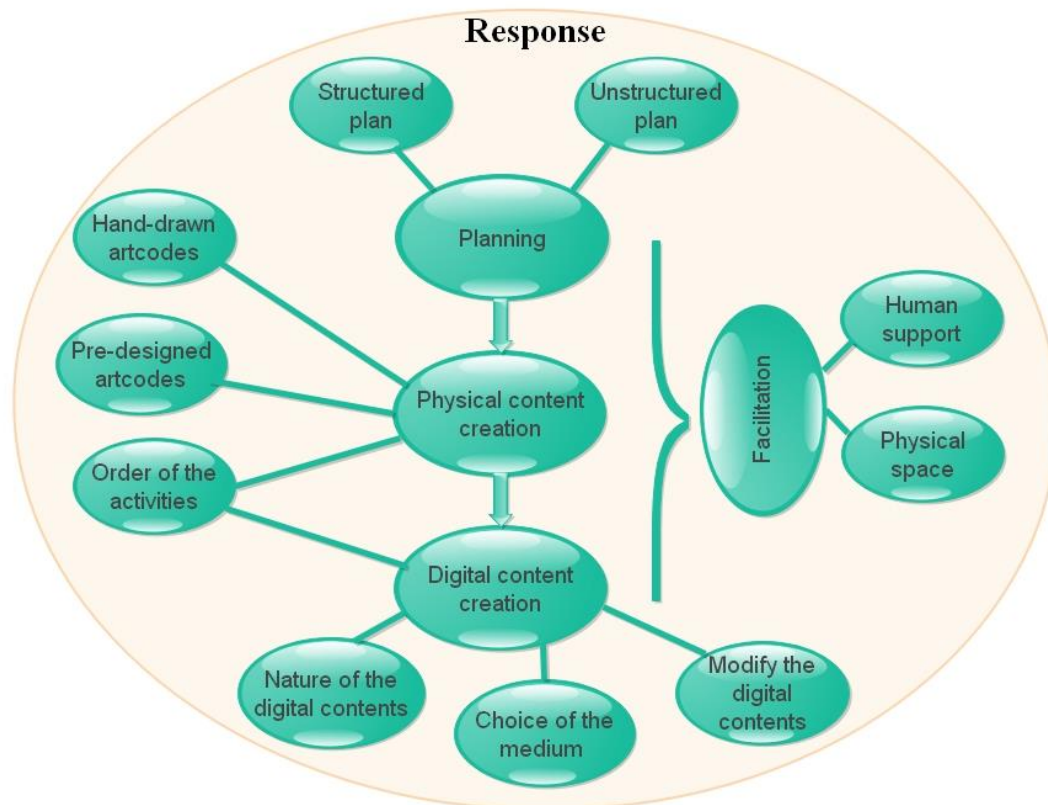 Response
Structured
plan
Unstructured
plan
Planning
Hand-drawn
artcodes
Pre-designed
artcodes
Order of the
activities
Physical content
creation
Digital content
creation
Nature of the
digital contents
Choice of the
medium
Modify the
digital
contents
Facilitation
Human
support
Physical
space